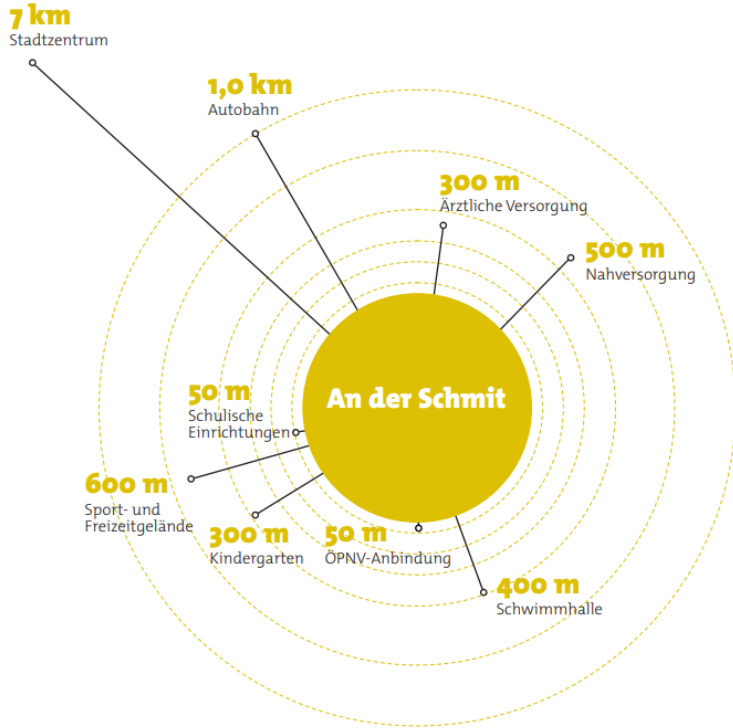 7 km
Stadtzentrum
1,0 km
Autobahn
300 m
Ärztliche Versorgung
500 m
Nahversorgung
An der Schmit
50 m
Schulische
Einrichtungen
600 m
Sport- und
Freizeitgelände
300 m
Kindergarten
50 m
ÖPNV-Anbindung
400 m
Schwimmhalle